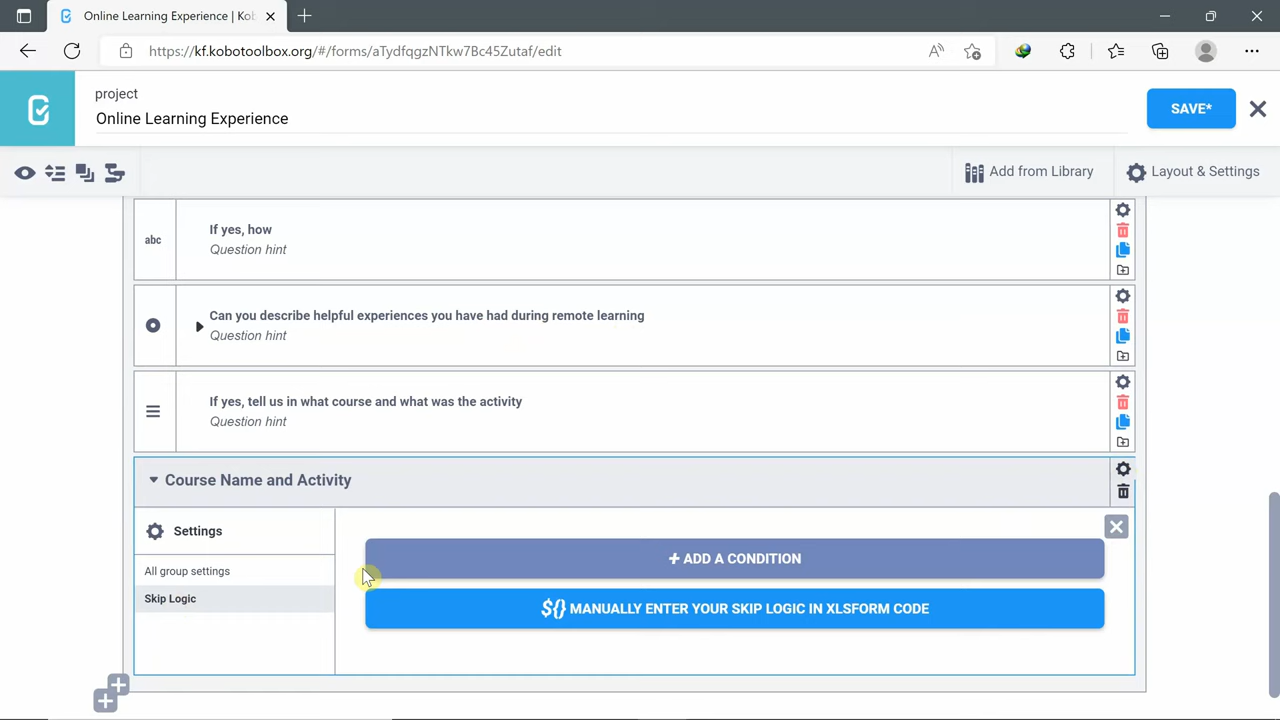 Online Learning Experience | Kob
https://kf.kobotoolbox.org/#/forms/aTydfqgzNTkw7Bc45Zutaf/edit
project
Online Learning Experience
SAVE*
Add from Library
Layout & Settings
abc
If yes, how
Question hint
Can you describe helpful experiences you have had during remote learning
Question hint
If yes, tell us in what course and what was the activity
Question hint
Course Name and Activity
Settings
+ ADD A CONDITION
All group settings
Skip Logic
${} MANUALLY ENTER YOUR SKIP LOGIC IN XLSFORM CODE